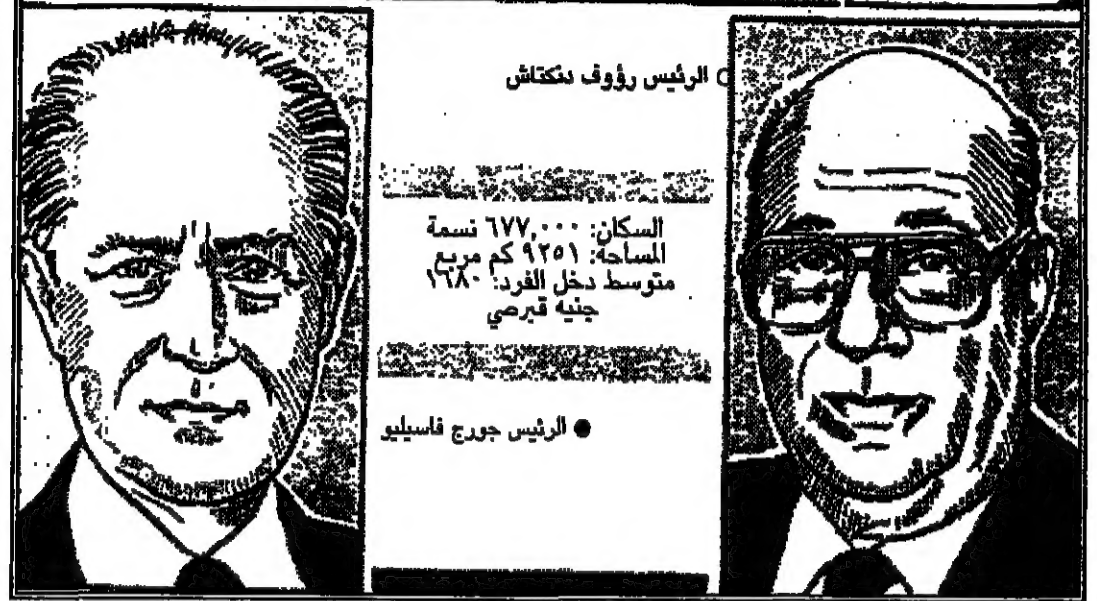 الرئيس رؤوف دنكتاش
السكان: ٦٧٧,٠٠٠ نسمة
المساحة: ٩٢٥١ كم مربع
متوسط دخل الفرد: ١٦٨٠
جنيه قبرصي
● الرئيس جورج فاسيليو